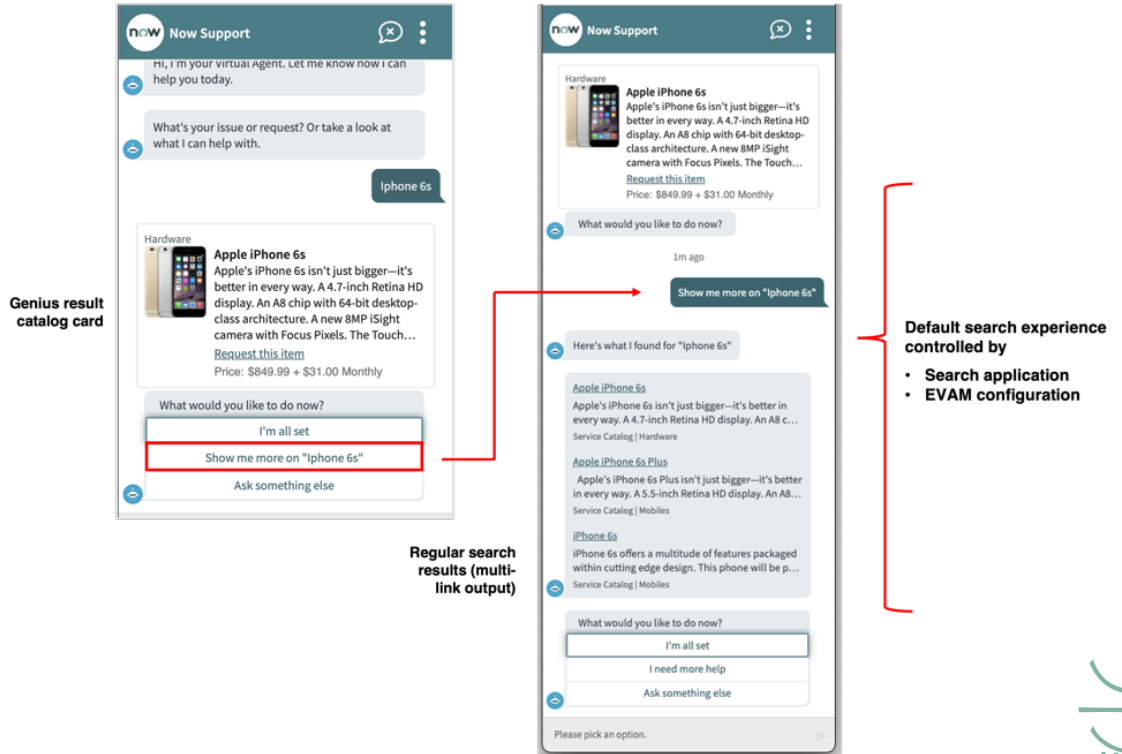 now Now Support
Hi, I'm your Virtual Agent. Let me know how I can
help you today.
What's your issue or request? Or take a look at
what I can help with.
Iphone 6s
Hardware
Apple iPhone 6s
Apple's iPhone 6s isn't just bigger—it's
better in every way. A 4.7-inch Retina HD
display. An A8 chip with 64-bit desktop-
class architecture. A new 8MP iSight
camera with Focus Pixels. The Touch...
Request this item
Price: $849.99 + $31.00 Monthly
What would you like to do now?
I'm all set
Show me more on "Iphone 6s"
Ask something else
Genius result
catalog card
now Now Support
Hardware
Apple iPhone 6s
Apple's iPhone 6s isn't just bigger—it's
better in every way. A 4.7-inch Retina HD
display. An A8 chip with 64-bit desktop-
class architecture. A new 8MP iSight
camera with Focus Pixels. The Touch...
Request this item
Price: $849.99 + $31.00 Monthly
What would you like to do now?
1m ago
Show me more on "Iphone 6s"
Here's what I found for "Iphone 6s"
Apple iPhone 6s
Apple's iPhone 6s isn't just bigger—it's better in
every way. A 4.7-inch Retina HD display. An A8 c...
Service Catalog | Hardware
Apple iPhone 6s Plus
Apple's iPhone 6s Plus isn't just bigger—it's better
in every way. A 5.5-inch Retina HD display. An A8...
Service Catalog | Mobiles
iPhone 6s
iPhone 6s offers a multitude of features packaged
within cutting edge design. This phone will be p...
Service Catalog | Mobiles
What would you like to do now?
I'm all set
I need more help
Ask something else
Please pick an option.
Regular search
results (multi-
link output)
Default search experience
controlled by
• Search application
• EVAM configuration